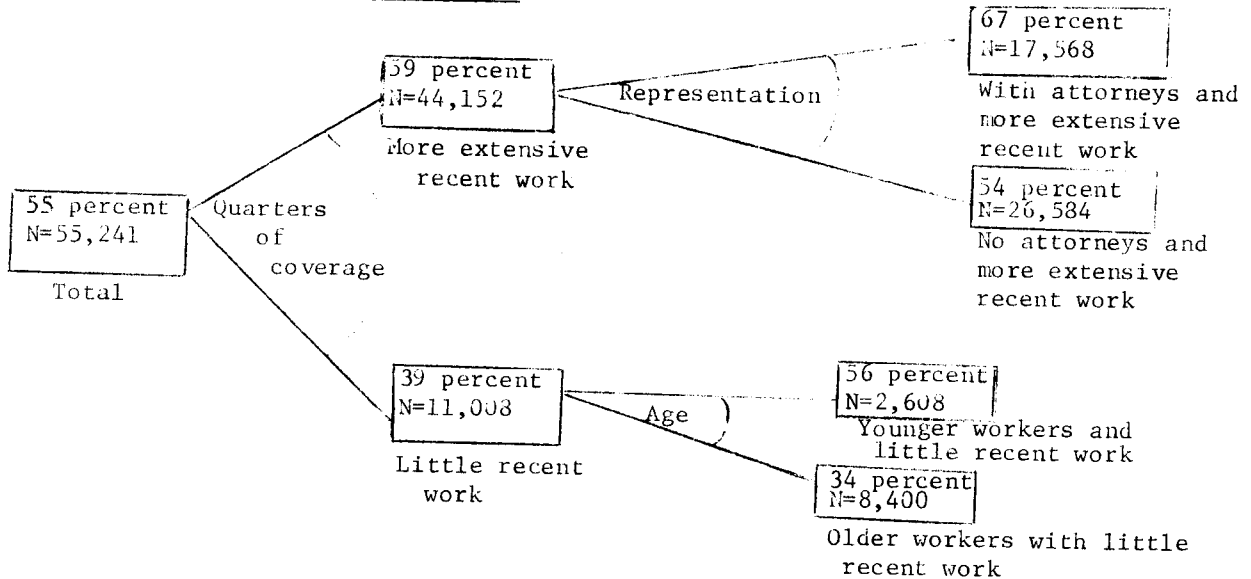 67 percent
N=17,568
With attorneys and
more extensive
recent work
59 percent
N=44,152
More extensive
recent work
Representation
54 percent
N=26,584
No attorneys and
more extensive
recent work
55 percent
N=55,241
Total
Quarters
of
coverage
39 percent
N=11,008
Little recent
work
Age
56 percent
N=2,608
Younger workers and
little recent work
34 percent
N=8,400
Older workers with little
recent work